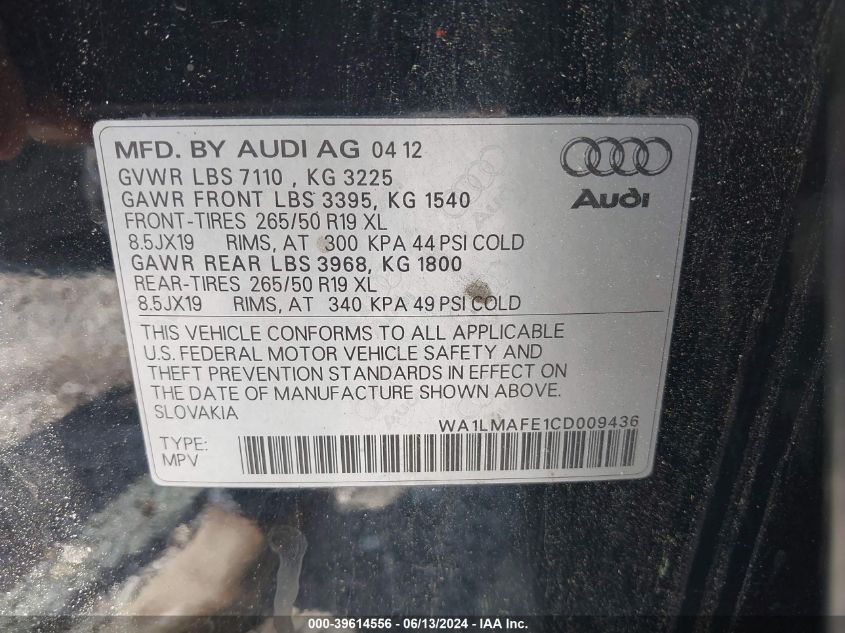 MFD. BY AUDI AG 04 12
GVWR LBS 7110 , KG 3225
GAWR FRONT LBS 3395, KG 1540
FRONT-TIRES 265/50 R19 XL
8.5JX19 RIMS, AT 300 KPA 44 PSI COLD
GAWR REAR LBS 3968, KG 1800
REAR-TIRES 265/50 R19 XL
8.5JX19 RIMS, AT 340 KPA 49 PSI COLD
Audi
THIS VEHICLE CONFORMS TO ALL APPLICABLE
U.S. FEDERAL MOTOR VEHICLE SAFETY AND
THEFT PREVENTION STANDARDS IN EFFECT ON
THE DATE OF MANUFACTURE SHOWN ABOVE.
SLOVAKIA
WA1LMAFE1CD009436
TYPE:
MPV
000-39614556 - 06/13/2024 - IAAI.com